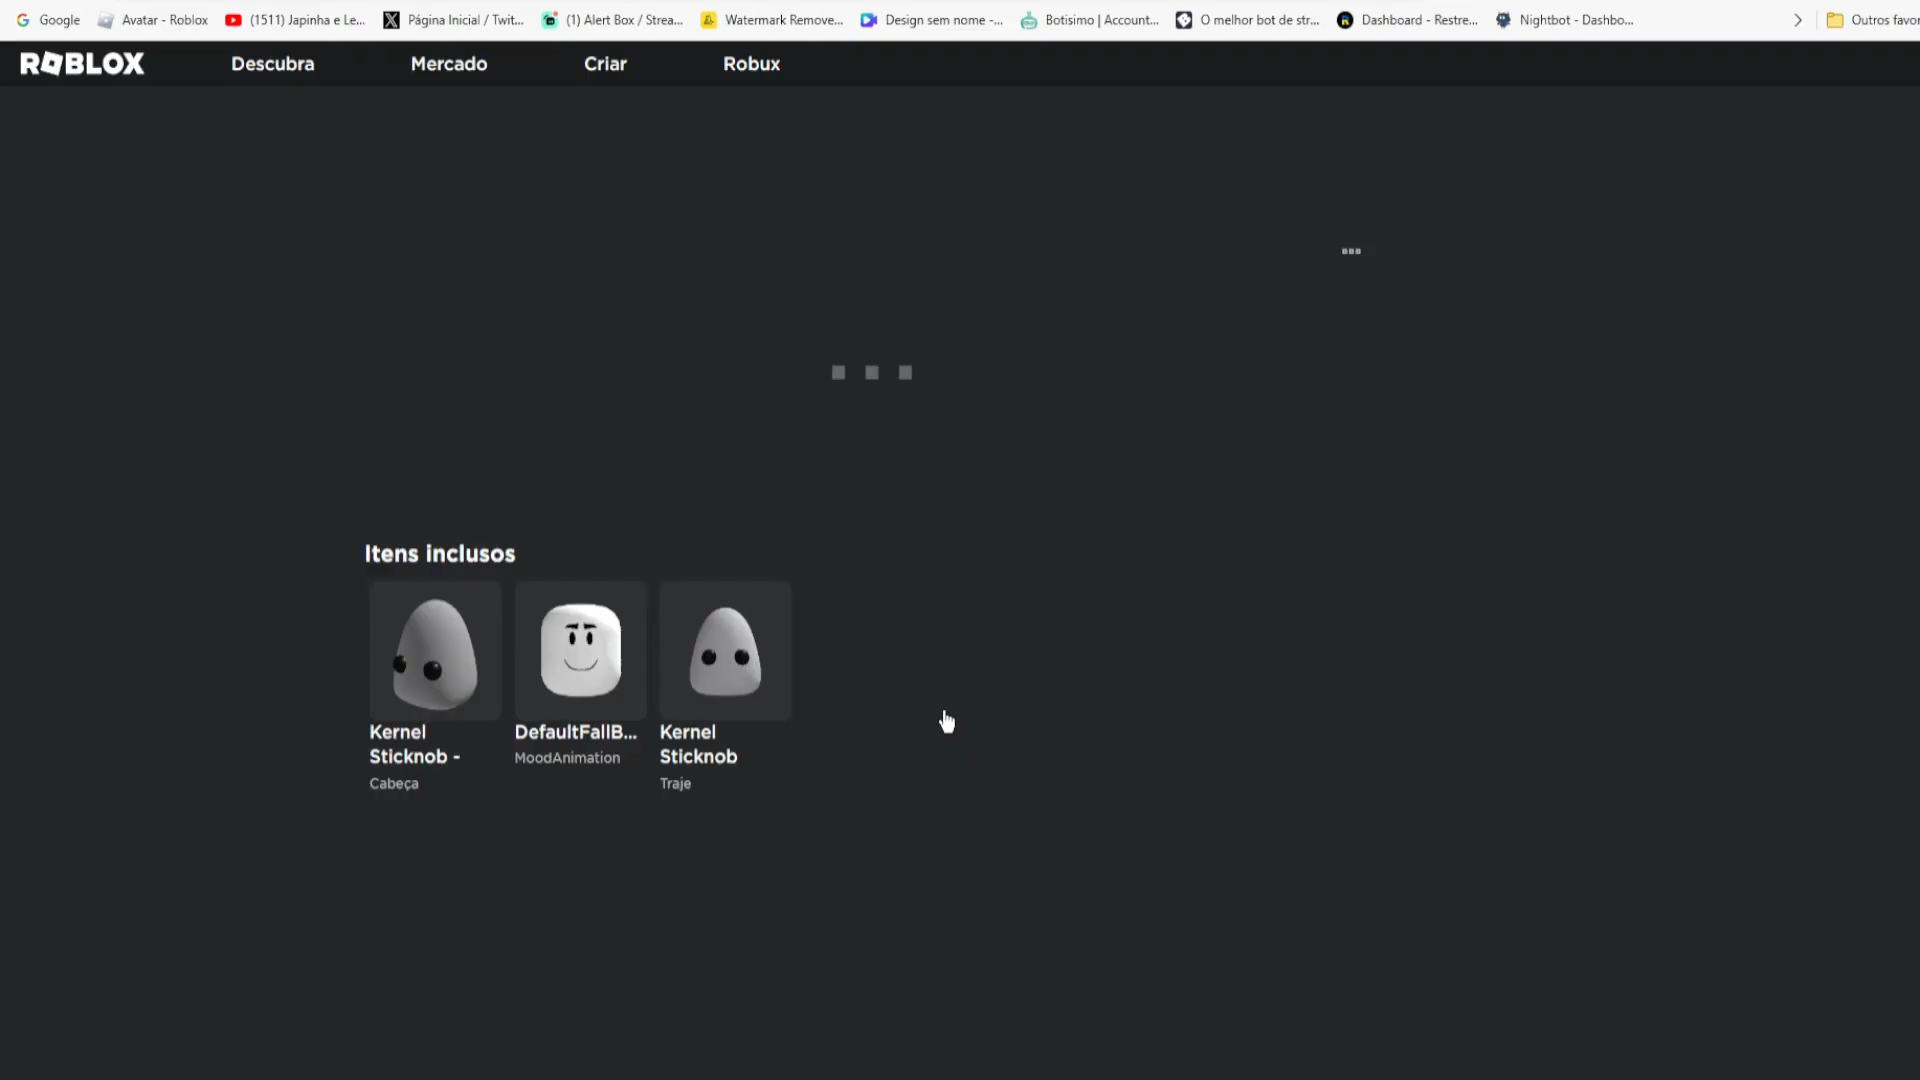 Google Avatar - Roblox (1511) Japinha e Le... Página Inicial / Twit... (1) Alert Box / Strea... Watermark Remove... Design sem nome -... Botisimo | Account... O melhor bot de str... Dashboard - Restre... Nightbot - Dashbo... Outros favor
ROBLOX Descubra Mercado Criar Robux
Itens inclusos
Kernel
Sticknob -
Cabeça
DefaultFallB...
MoodAnimation
Kernel
Sticknob
Traje